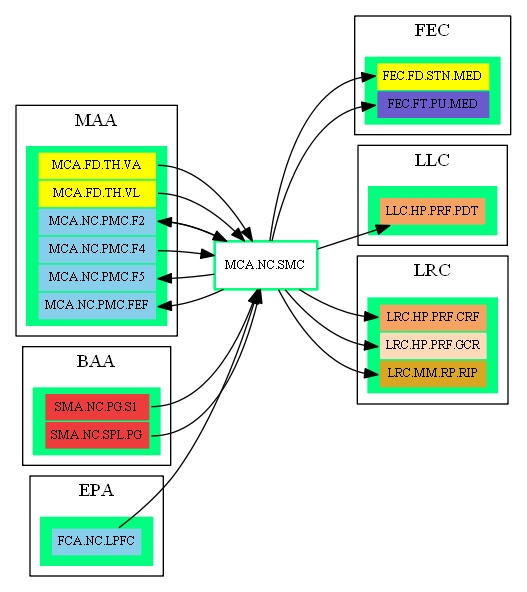 MAA
MCA.FD.TH.VA
MCA.FD.TH.VL
MCA.NC.PMC.F2
MCA.NC.PMC.F4
MCA.NC.PMC.F5
MCA.NC.PMC.FEF
BAA
SMA.NC.PG.S1
SMA.NC.SPL.PG
EPA
FCA.NC.LPFC
MCA.NC.SMC
FEC
FEC.FD.STN.MED
FEC.FT.PU.MED
LLC
LLC.HP.PRF.PDT
LRC
LRC.HP.PRF.CRF
LRC.HP.PRF.GCR
LRC.MM.RP.RIP